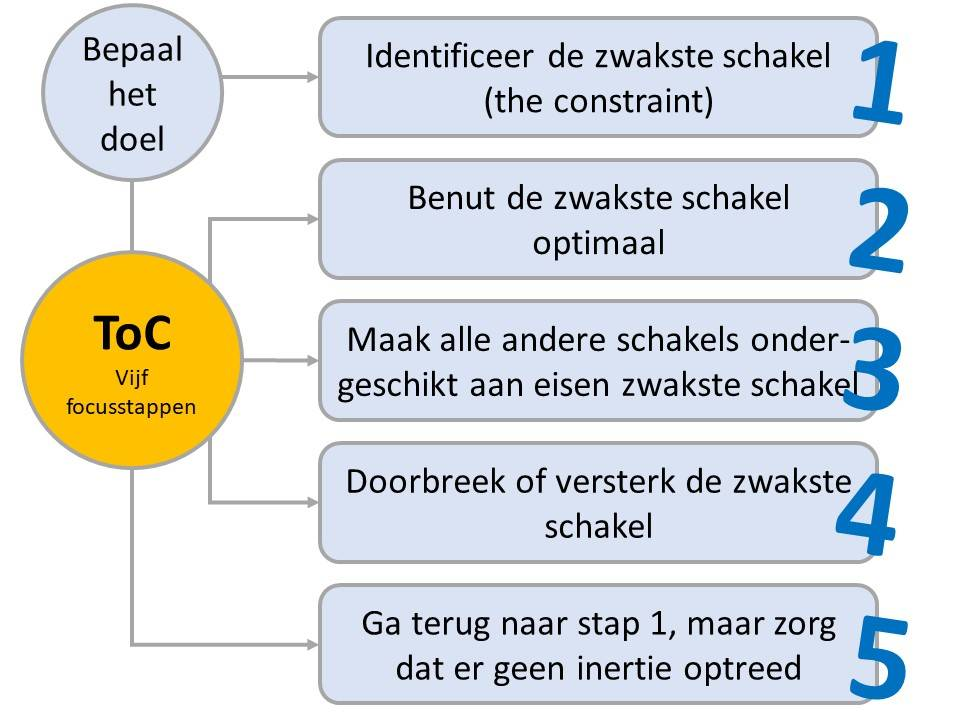 Bepaal
het
doel
ToC
Vijf
focusstappen
Identificeer de zwakste schakel
(the constraint)
1
Benut de zwakste schakel
optimaal
2
Maak alle andere schakels onder-
geschikt aan eisen zwakste schakel
3
Doorbreek of versterk de zwakste
schakel
4
Ga terug naar stap 1, maar zorg
dat er geen inertie optreed
5